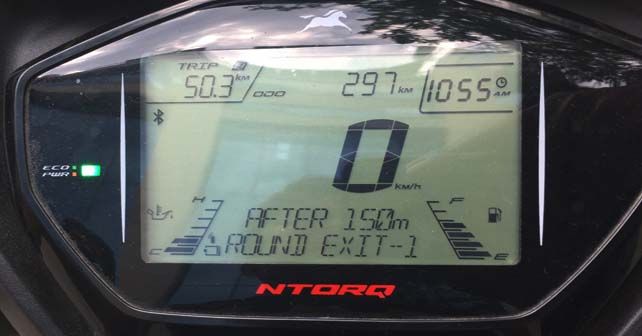 TRIP
50.3 KM
ODO 297 KM
10:55 AM
0 km/h
ECO
PWR
H
C
F
E
AFTER 150m
ROUND EXIT-1
NTORQ